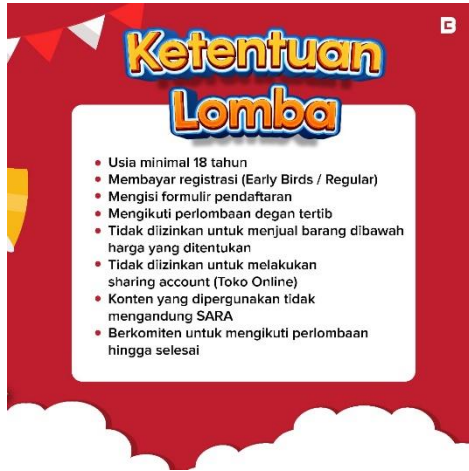 Ketentuan
Lomba
• Usia minimal 18 tahun
• Membayar registrasi (Early Birds / Regular)
• Mengisi formulir pendaftaran
• Mengikuti perlombaan degan tertib
• Tidak diizinkan untuk menjual barang dibawah
harga yang ditentukan
• Tidak diizinkan untuk melakukan
sharing account (Toko Online)
• Konten yang dipergunakan tidak
mengandung SARA
• Berkomiten untuk mengikuti perlombaan
hingga selesai